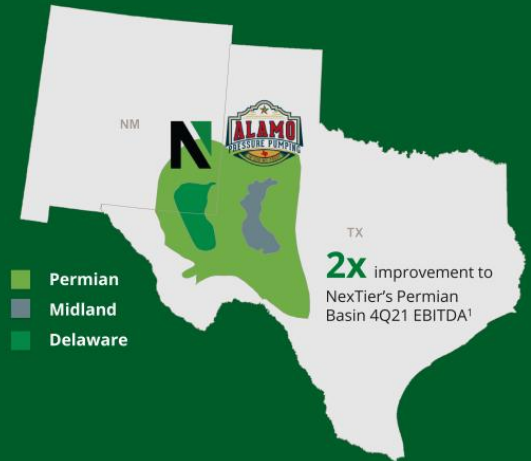 NM
N
ALAMO
PRESSURE PUMPING
TX
2x improvement to
NexTier's Permian
Basin 4Q21 EBITDA¹
Permian
Midland
Delaware